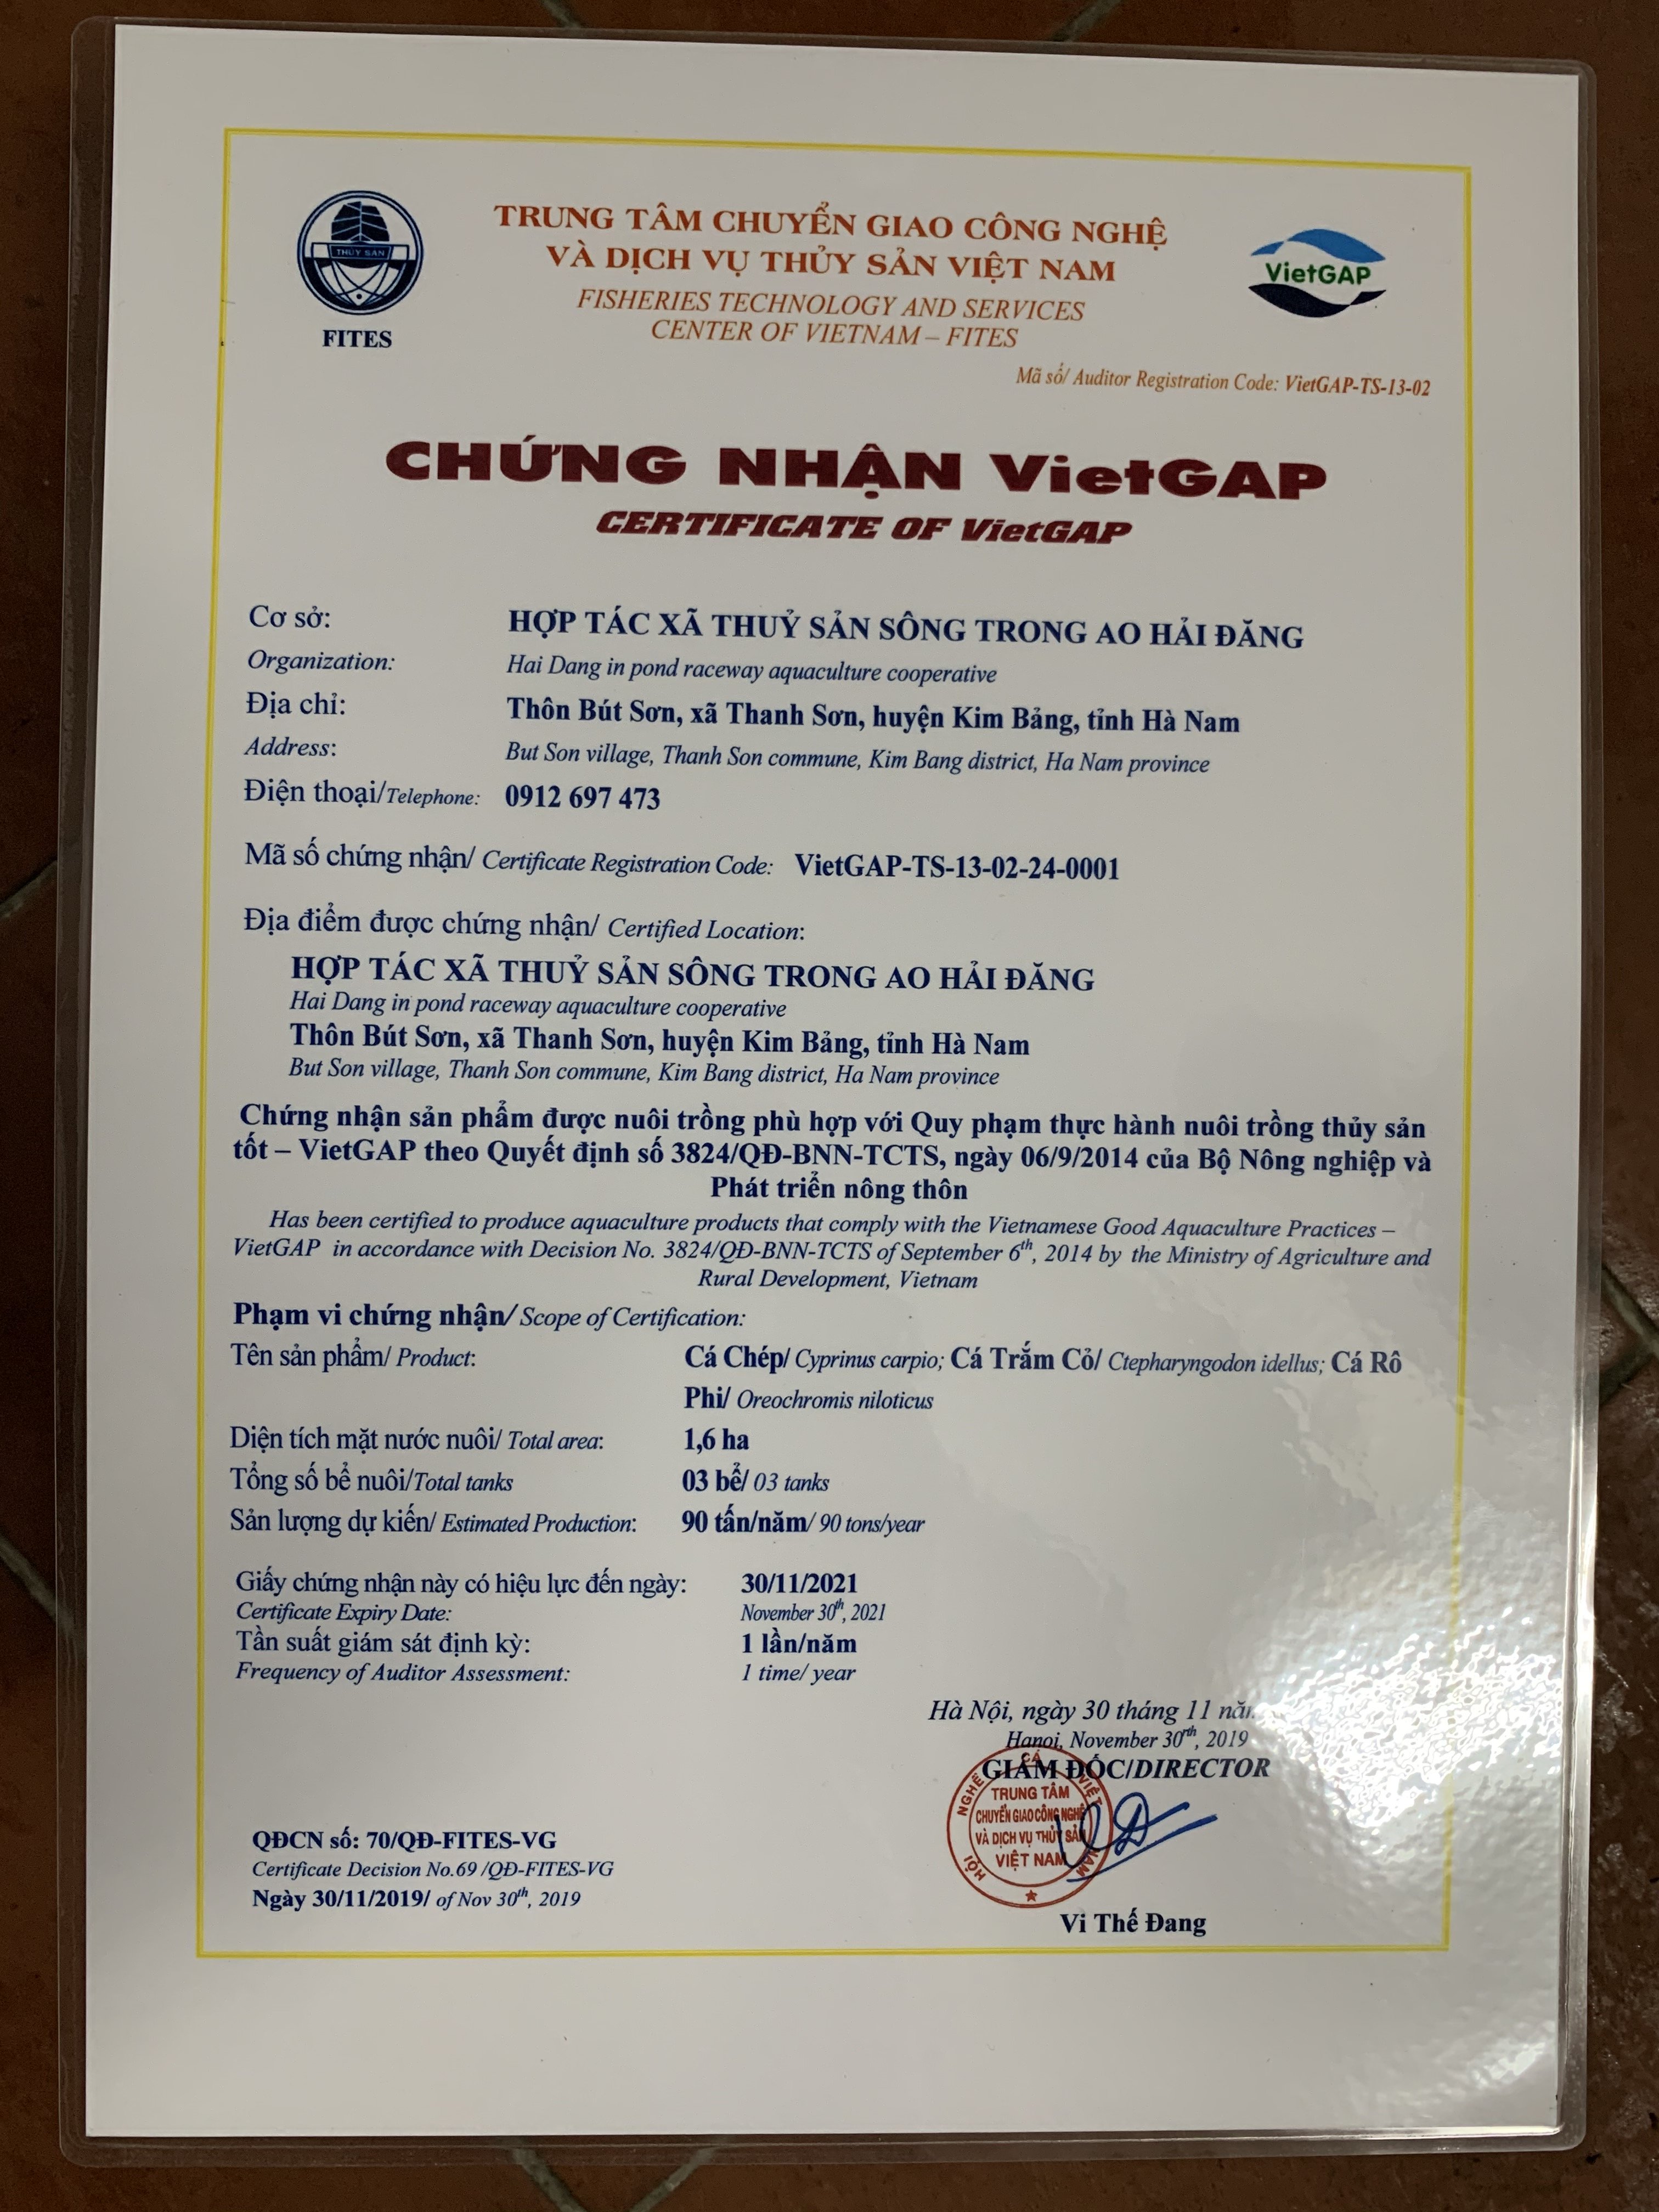 THỦY SẢN
FITES
TRUNG TÂM CHUYỂN GIAO CÔNG NGHỆ
VÀ DỊCH VỤ THỦY SẢN VIỆT NAM
FISHERIES TECHNOLOGY AND SERVICES
CENTER OF VIETNAM – FITES
VietGAP
Mã số/ Auditor Registration Code: VietGAP-TS-13-02
CHỨNG NHẬN VietGAP
CERTIFICATE OF VietGAP
Cơ sở: HỢP TÁC XÃ THUỶ SẢN SÔNG TRONG AO HẢI ĐĂNG
Organization: Hai Dang in pond raceway aquaculture cooperative
Địa chỉ: Thôn Bút Sơn, xã Thanh Sơn, huyện Kim Bảng, tỉnh Hà Nam
Address: But Son village, Thanh Son commune, Kim Bang district, Ha Nam province
Điện thoại/Telephone: 0912 697 473
Mã số chứng nhận/ Certificate Registration Code: VietGAP-TS-13-02-24-0001
Địa điểm được chứng nhận/ Certified Location:
HỢP TÁC XÃ THUỶ SẢN SÔNG TRONG AO HẢI ĐĂNG
Hai Dang in pond raceway aquaculture cooperative
Thôn Bút Sơn, xã Thanh Sơn, huyện Kim Bảng, tỉnh Hà Nam
But Son village, Thanh Son commune, Kim Bang district, Ha Nam province
Chứng nhận sản phẩm được nuôi trồng phù hợp với Quy phạm thực hành nuôi trồng thủy sản
tốt – VietGAP theo Quyết định số 3824/QĐ-BNN-TCTS, ngày 06/9/2014 của Bộ Nông nghiệp và
Phát triển nông thôn
Has been certified to produce aquaculture products that comply with the Vietnamese Good Aquaculture Practices –
VietGAP in accordance with Decision No. 3824/QĐ-BNN-TCTS of September 6th, 2014 by the Ministry of Agriculture and
Rural Development, Vietnam
Phạm vi chứng nhận/ Scope of Certification:
Tên sản phẩm/ Product: Cá Chép/ Cyprinus carpio; Cá Trắm Cỏ/ Ctepharyngodon idellus; Cá Rô
Phi/ Oreochromis niloticus
Diện tích mặt nước nuôi/ Total area: 1,6 ha
Tổng số bể nuôi/Total tanks 03 bể/ 03 tanks
Sản lượng dự kiến/ Estimated Production: 90 tấn/năm/ 90 tons/year
Giấy chứng nhận này có hiệu lực đến ngày: 30/11/2021
Certificate Expiry Date: November 30th, 2021
Tần suất giám sát định kỳ: 1 lần/năm
Frequency of Auditor Assessment: 1 time/ year
Hà Nội, ngày 30 tháng 11
Hanoi, November 30th, 2019
GIÁM ĐỐC/DIRECTOR
HỘI NGHỀ CÁ VIỆT NAM
TRUNG TÂM
CHUYỂN GIAO CÔNG NGHỆ
VÀ DỊCH VỤ THỦY SẢN
VIỆT NAM
QĐCN số: 70/QĐ-FITES-VG
Certificate Decision No.69 /QĐ-FITES-VG
Ngày 30/11/2019/ of Nov 30th, 2019
Vi Thế Đang